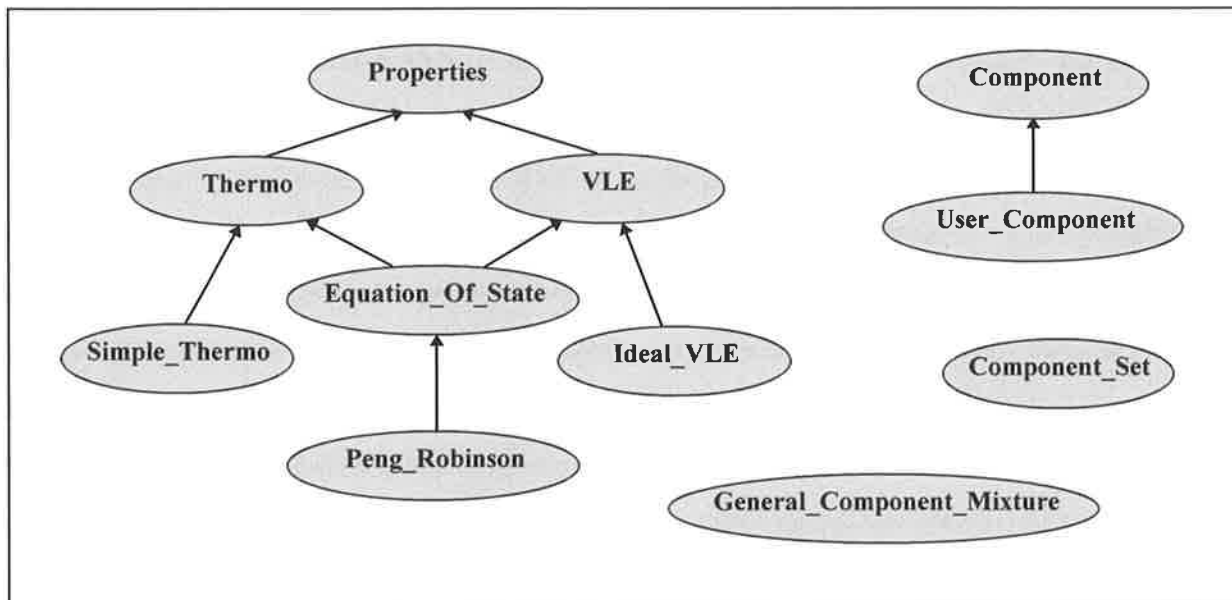 Properties
Component
Thermo
VLE
User_Component
Equation_Of_State
Simple_Thermo
Ideal_VLE
Component_Set
Peng_Robinson
General_Component_Mixture